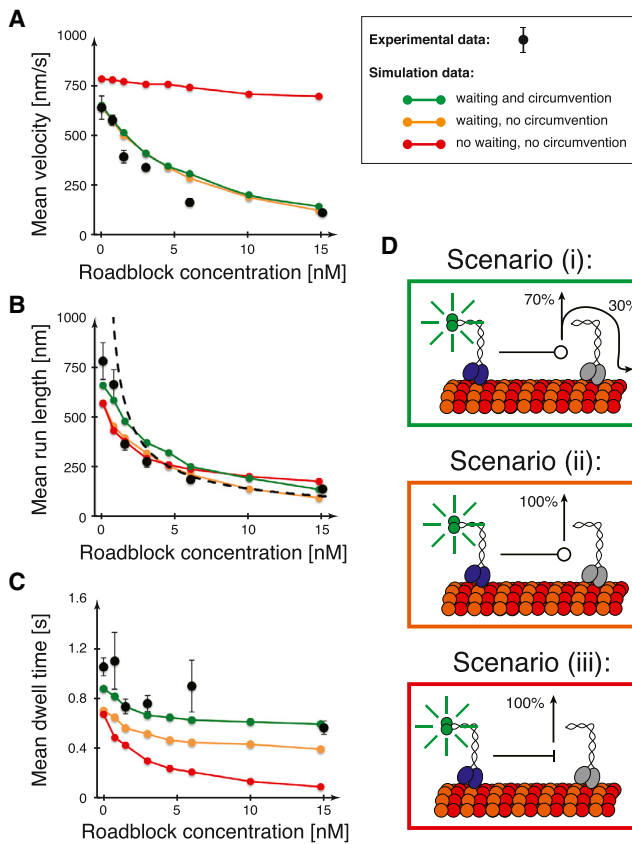 A
1000
750
500
250
0
Mean velocity [nm/s]
0
5
10
15
Roadblock concentration [nM]
Experimental data:
Simulation data:
waiting and circumvention
waiting, no circumvention
no waiting, no circumvention
B
1000
750
500
250
0
Mean run length [nm]
0
5
10
15
Roadblock concentration [nM]
C
1.6
1.2
0.8
0.4
0
Mean dwell time [s]
0
5
10
15
Roadblock concentration [nM]
D
Scenario (i):
70%
30%
Scenario (ii):
100%
Scenario (iii):
100%